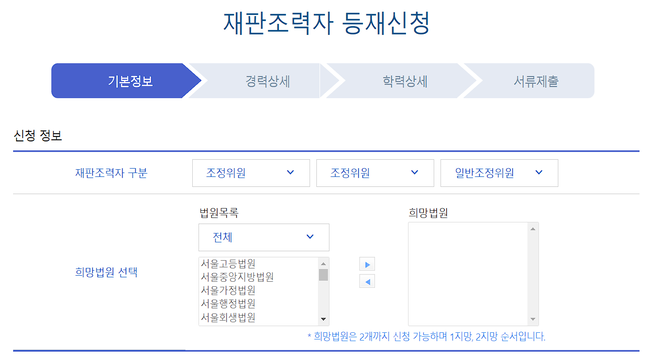 재판조력자 등재신청
기본정보 경력상세 학력상세 서류제출
신청 정보
재판조력자 구분 조정위원 조정위원 일반조정위원
법원목록 희망법원
전체
희망법원 선택
서울고등법원
서울중앙지방법원
서울가정법원
서울행정법원
서울회생법원
* 희망법원은 2개까지 신청 가능하며 1지망, 2지망 순서입니다.